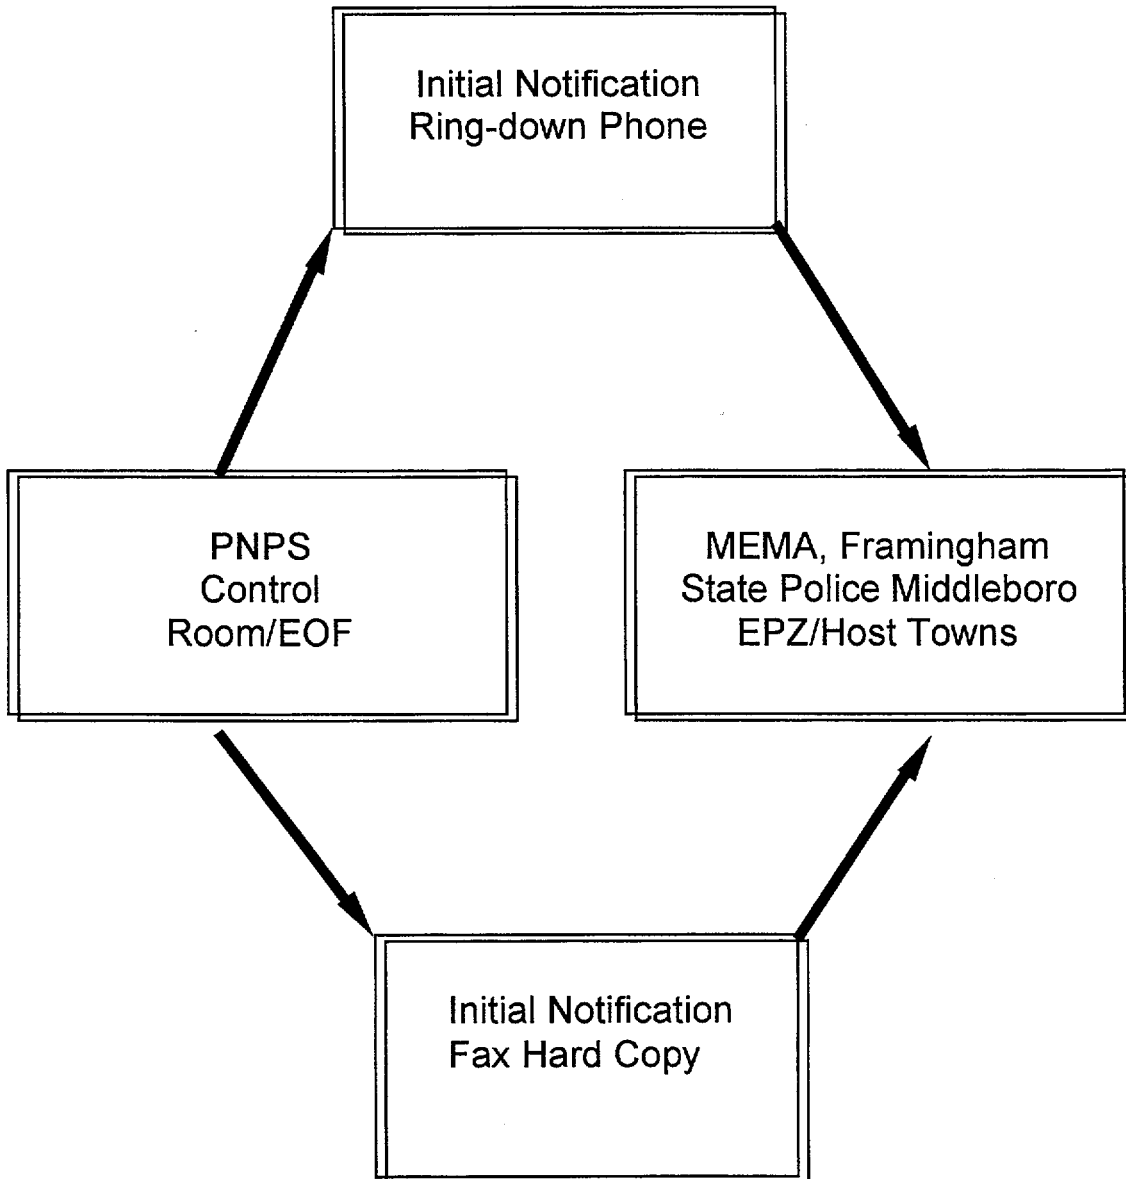 Initial Notification
Ring-down Phone
PNPS
Control
Room/EOF
MEMA, Framingham
State Police Middleboro
EPZ/Host Towns
Initial Notification
Fax Hard Copy